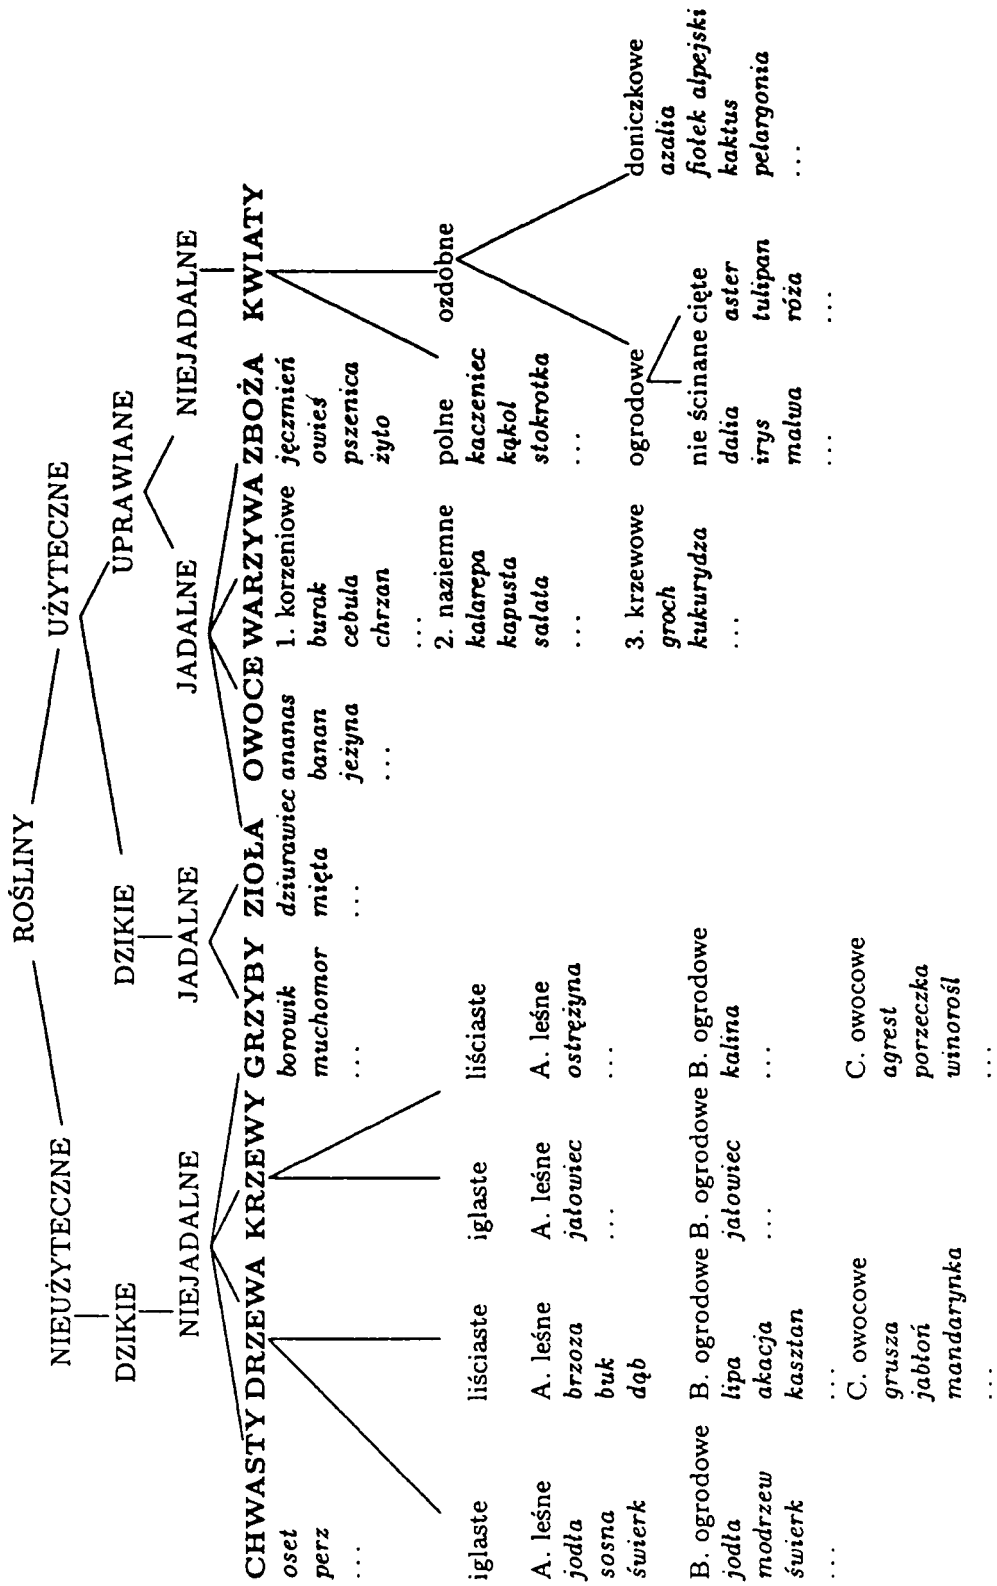 ROŚLINY
NIEUŻYTECZNE UŻYTECZNE
DZIKIE DZIKIE UPRAWIANE
NIEJADALNE JADALNE JADALNE NIEJADALNE
CHWASTY DRZEWA KRZEWY GRZYBY ZIOŁA OWOCE WARZYWA ZBOŻA KWIATY
oset borowik dziurawiec ananas 1. korzeniowe jęczmień
perz muchomor mięta banan burak owieś
... ... ... jeżyna cebula pszenica
... chrzan żyto
...
2. naziemne polne ozdobne
iglaste liściaste iglaste liściaste kalarepa kaczeniec
kapusta kąkol
A. leśne A. leśne A. leśne A. leśne sałata stokrotka
jodła brzoza jałowiec ostrężyna ... ...
sosna buk ... ...
świerk dąb 3. krzewowe ogrodowe doniczkowe
groch azalia
B. ogrodowe B. ogrodowe B. ogrodowe B. ogrodowe kukurydza nie ścinane cięte fiołek alpejski
jodła lipa jałowiec kalina ... dalia aster kaktus
modrzew akacja ... ... irys tulipan pelargonia
świerk kasztan malwa róża ...
... ... ... ...
C. owocowe C. owocowe
grusza agrest
jabłoń porzeczka
mandarynka winorośl
... ...